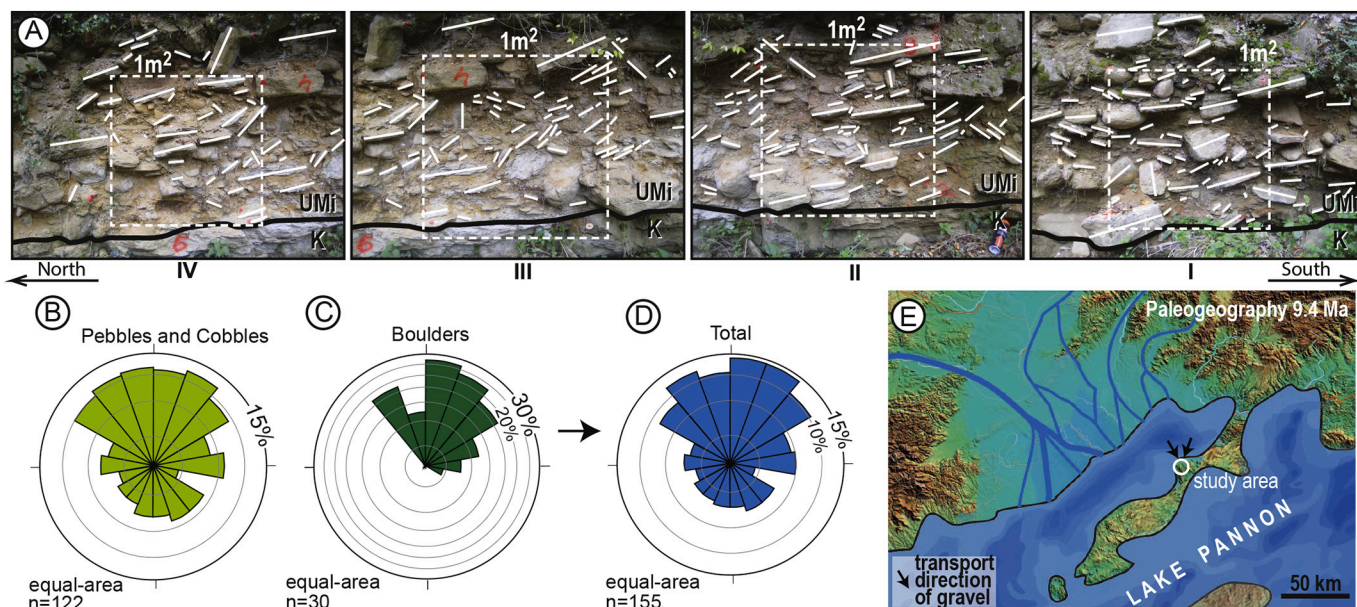 A
1m²
1m²
1m²
1m²
UMi
K
UMi
K
UMi
K
UMi
K
5
5
North
IV
III
II
I
South
B
Pebbles and Cobbles
15%
equal-area
n=122
C
Boulders
30%
20%
equal-area
n=30
D
Total
15%
10%
equal-area
n=155
E
Paleogeography 9.4 Ma
study area
LAKE PANNON
transport
direction
of gravel
50 km